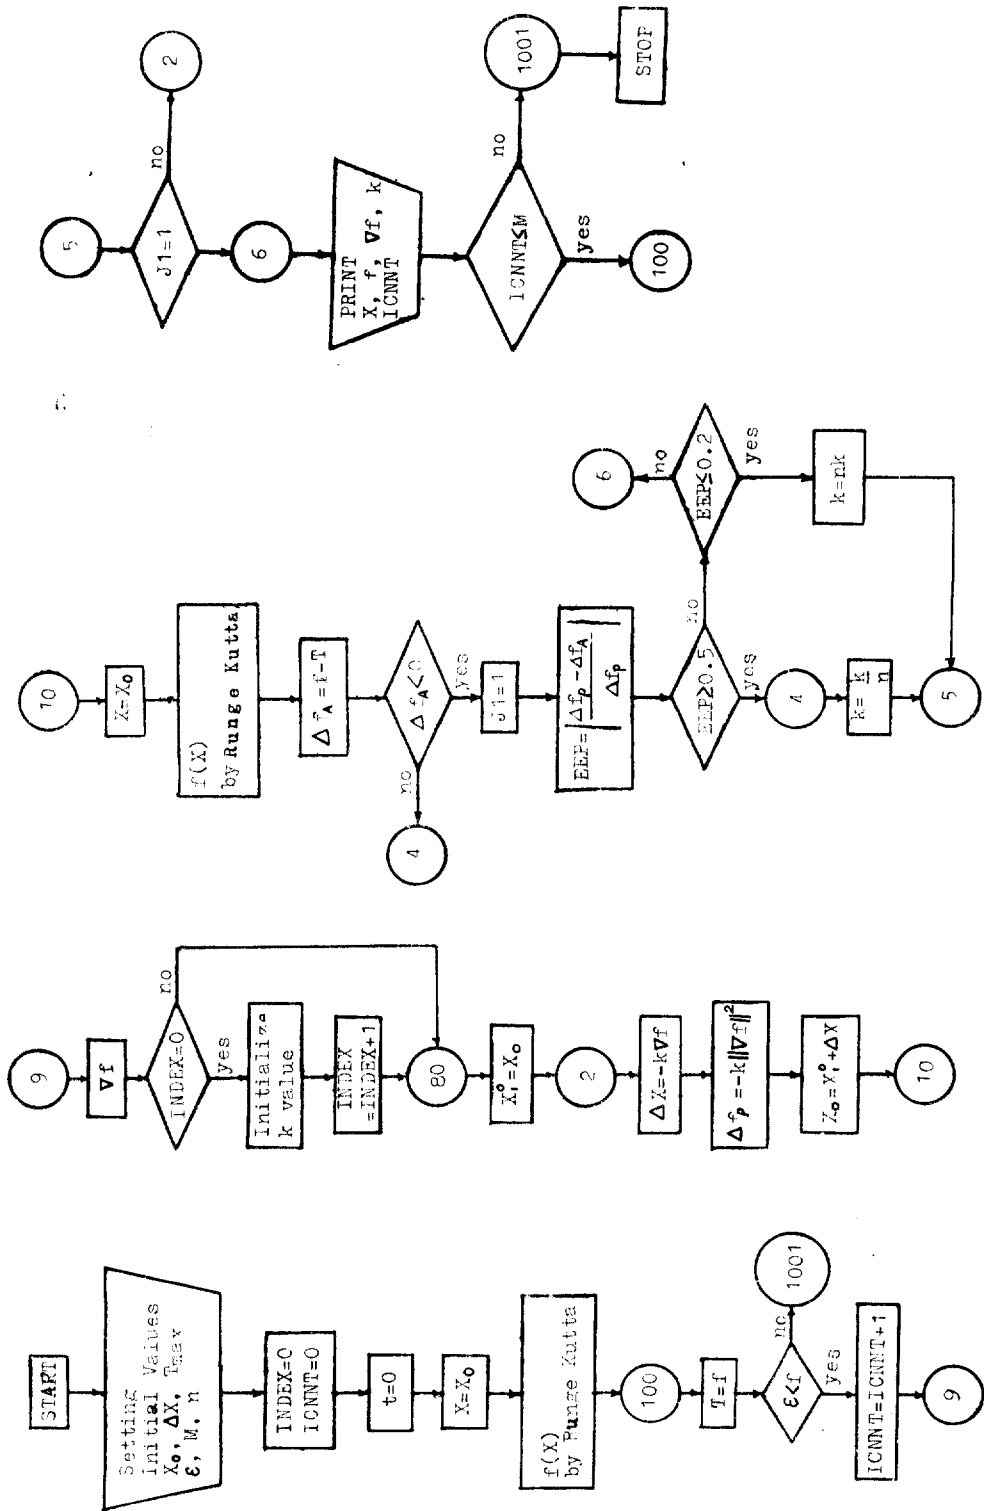 START
Setting
initial Values
X₀, ΔX, Tmax
ε, M, n
INDEX=0
ICNNT=0
t=0
X=X₀
f(X)
by Runge Kutta
100
T=f
ε<f
no
1001
yes
ICNNT=ICNNT+1
9
9
∇f
INDEX=0
no
yes
Initialize
k value
INDEX
=INDEX+1
80
X₁⁰=X₀
2
ΔX=-k∇f
Δfₚ=-k‖∇f‖²
X₀=X₁⁰+ΔX
10
10
X=X₀
f(X)
by Runge Kutta
Δf_A=f-T
Δf_A<0
no
4
yes
J1=1
EEP=|Δfₚ-Δf_A / Δfₚ|
EEP≥0.5
no
EEP≤0.2
no
6
yes
k=nk
yes
4
k=k/n
5
5
J1=1
no
2
6
PRINT
X, f, ∇f, k
ICNNT
ICNNT≤M
no
1001
STOP
yes
100